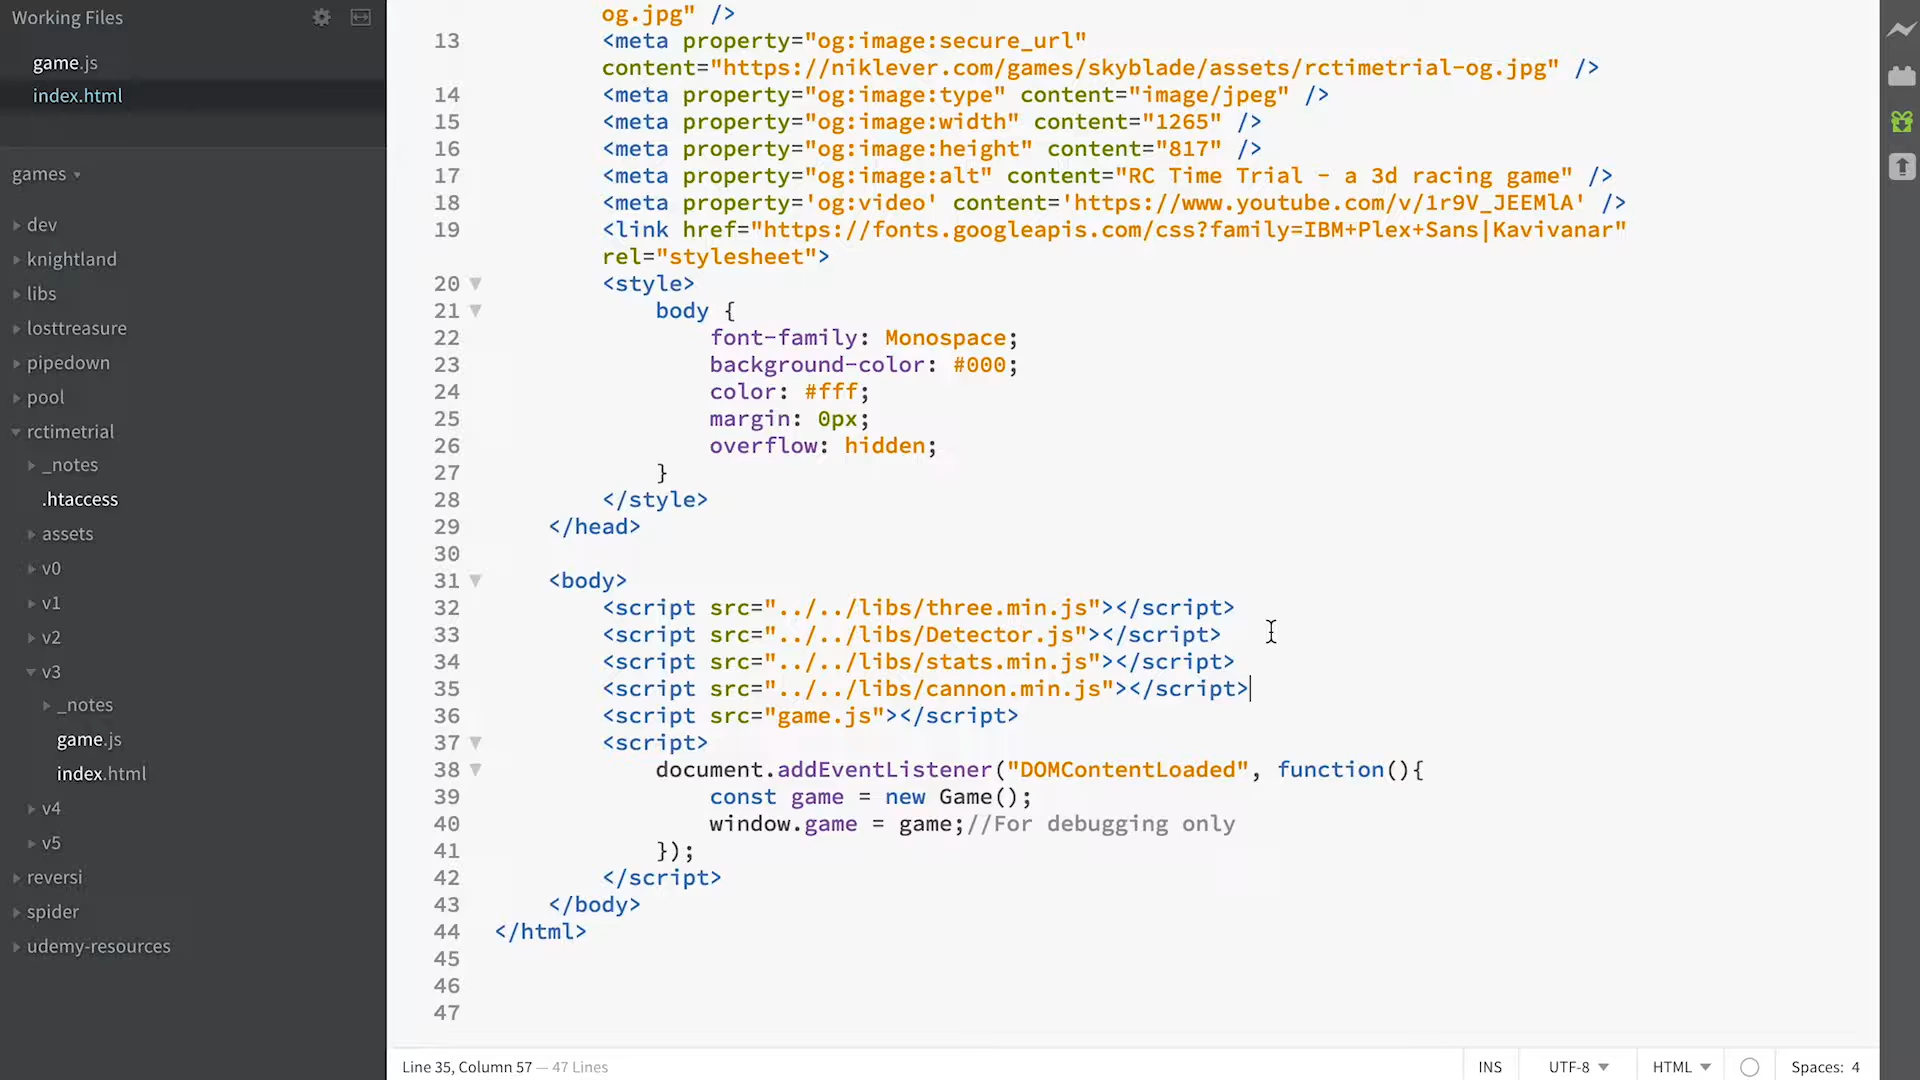 Working Files
game.js
index.html
games
dev
knightland
libs
losttreasure
pipedown
pool
rctimetrial
_notes
.htaccess
assets
v0
v1
v2
v3
_notes
game.js
index.html
v4
v5
reversi
spider
udemy-resources
og.jpg" />
13 <meta property="og:image:secure_url"
content="https://niklever.com/games/skyblade/assets/rctimetrial-og.jpg" />
14 <meta property="og:image:type" content="image/jpeg" />
15 <meta property="og:image:width" content="1265" />
16 <meta property="og:image:height" content="817" />
17 <meta property="og:image:alt" content="RC Time Trial - a 3d racing game" />
18 <meta property='og:video' content='https://www.youtube.com/v/1r9V_JEEMlA' />
19 <link href="https://fonts.googleapis.com/css?family=IBM+Plex+Sans|Kavivanar"
rel="stylesheet">
20 <style>
21 body {
22 font-family: Monospace;
23 background-color: #000;
24 color: #fff;
25 margin: 0px;
26 overflow: hidden;
27 }
28 </style>
29 </head>
30
31 <body>
32 <script src="../../libs/three.min.js"></script>
33 <script src="../../libs/Detector.js"></script>
34 <script src="../../libs/stats.min.js"></script>
35 <script src="../../libs/cannon.min.js"></script>
36 <script src="game.js"></script>
37 <script>
38 document.addEventListener("DOMContentLoaded", function(){
39 const game = new Game();
40 window.game = game;//For debugging only
41 });
42 </script>
43 </body>
44 </html>
45
46
47
Line 35, Column 57 — 47 Lines
INS
UTF-8
HTML
Spaces: 4